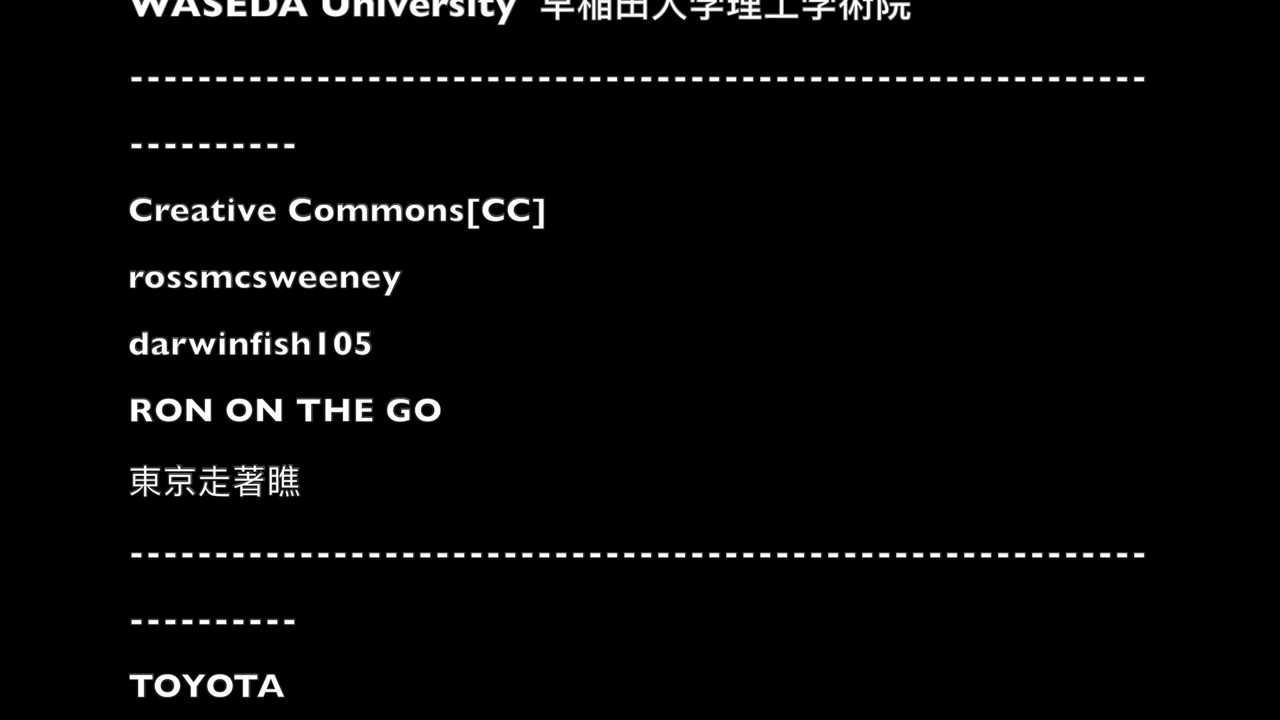 WASEDA University 早稲田大学理工学術院
-----------------------------------------------------------
----------
Creative Commons[CC]
rossmcsweeney
darwinfish105
RON ON THE GO
東京走著瞧
-----------------------------------------------------------
----------
TOYOTA